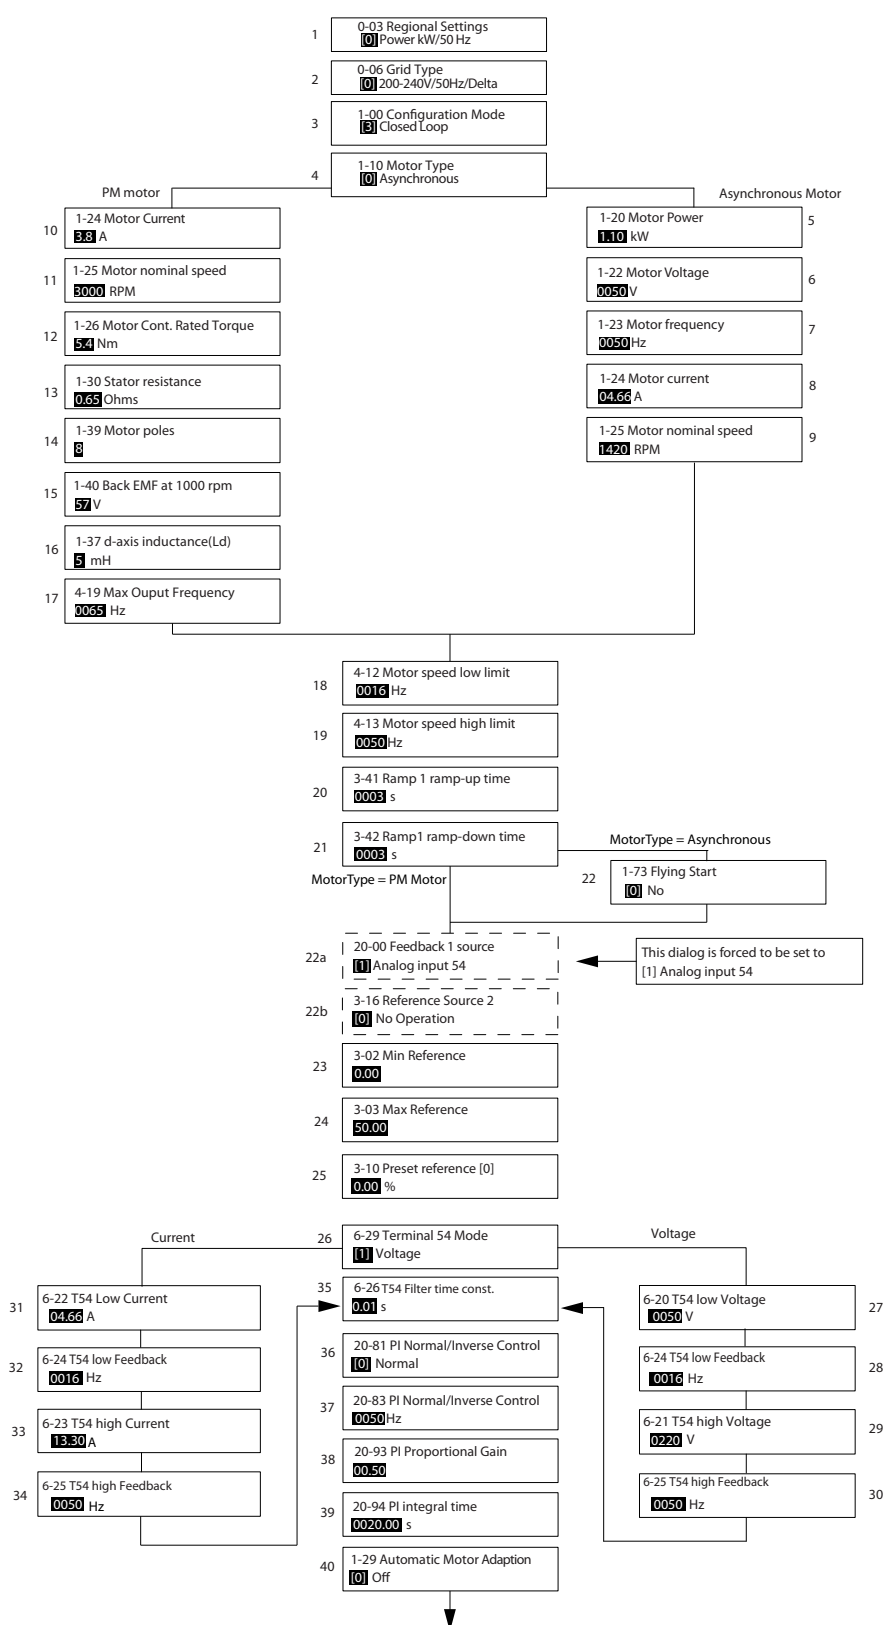 1
0-03 Regional Settings
[0] Power kW/50 Hz
2
0-06 Grid Type
[0] 200-240V/50Hz/Delta
3
1-00 Configuration Mode
[3] Closed Loop
4
1-10 Motor Type
[0] Asynchronous
PM motor
Asynchronous Motor
10
1-24 Motor Current
3.8 A
11
1-25 Motor nominal speed
3000 RPM
12
1-26 Motor Cont. Rated Torque
5.4 Nm
13
1-30 Stator resistance
0.65 Ohms
14
1-39 Motor poles
8
15
1-40 Back EMF at 1000 rpm
57 V
16
1-37 d-axis inductance(Ld)
5 mH
17
4-19 Max Ouput Frequency
0065 Hz
1-20 Motor Power
1.10 kW
5
1-22 Motor Voltage
0050 V
6
1-23 Motor frequency
0050 Hz
7
1-24 Motor current
04.66 A
8
1-25 Motor nominal speed
1420 RPM
9
18
4-12 Motor speed low limit
0016 Hz
19
4-13 Motor speed high limit
0050 Hz
20
3-41 Ramp 1 ramp-up time
0003 s
21
3-42 Ramp1 ramp-down time
0003 s
MotorType = Asynchronous
MotorType = PM Motor
22
1-73 Flying Start
[0] No
22a
20-00 Feedback 1 source
[1] Analog input 54
This dialog is forced to be set to
[1] Analog input 54
22b
3-16 Reference Source 2
[0] No Operation
23
3-02 Min Reference
0.00
24
3-03 Max Reference
50.00
25
3-10 Preset reference [0]
0.00 %
Current
26
6-29 Terminal 54 Mode
[1] Voltage
Voltage
31
6-22 T54 Low Current
04.66 A
32
6-24 T54 low Feedback
0016 Hz
33
6-23 T54 high Current
13.30 A
34
6-25 T54 high Feedback
0050 Hz
35
6-26 T54 Filter time const.
0.01 s
36
20-81 PI Normal/Inverse Control
[0] Normal
37
20-83 PI Normal/Inverse Control
0050 Hz
38
20-93 PI Proportional Gain
00.50
39
20-94 PI integral time
0020.00 s
40
1-29 Automatic Motor Adaption
[0] Off
6-20 T54 low Voltage
0050 V
27
6-24 T54 low Feedback
0016 Hz
28
6-21 T54 high Voltage
0220 V
29
6-25 T54 high Feedback
0050 Hz
30